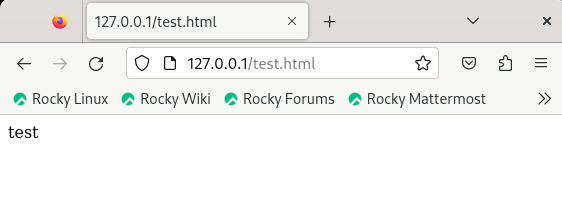 127.0.0.1/test.html
127.0.0.1/test.html
Rocky Linux Rocky Wiki Rocky Forums Rocky Mattermost
test